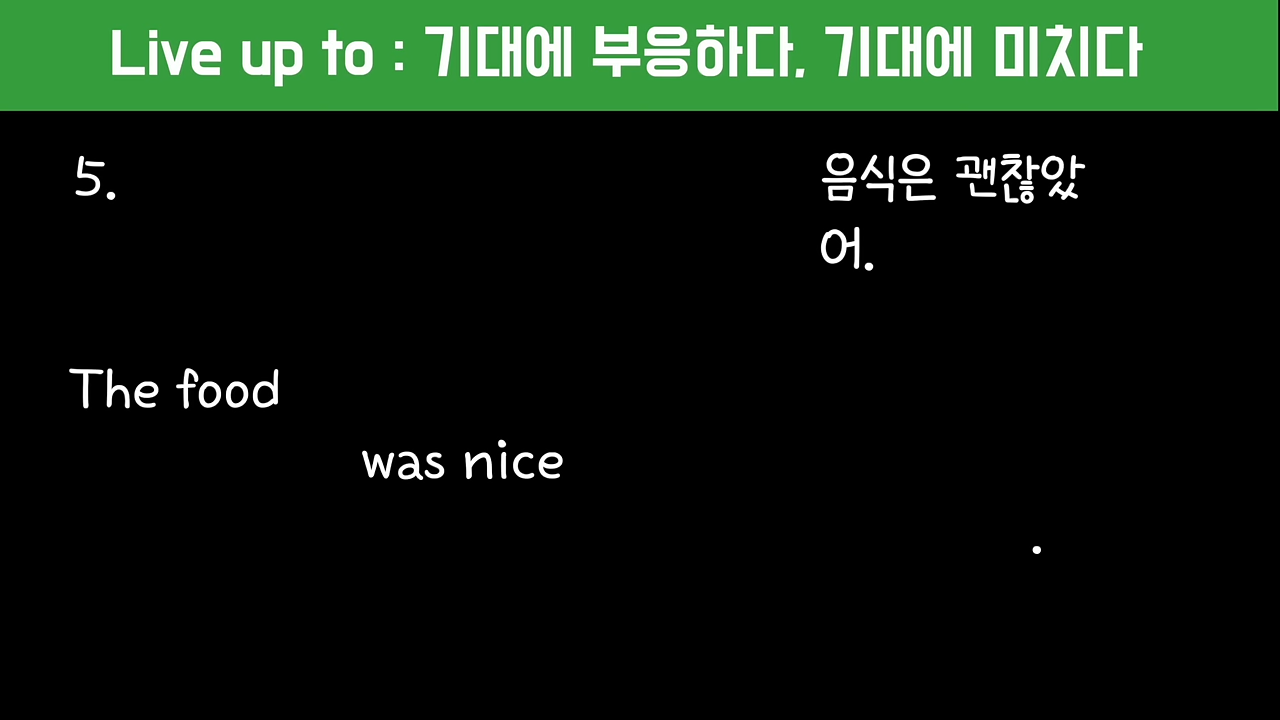 Live up to : 기대에 부응하다, 기대에 미치다
5.
음식은 괜찮았
어.
The food
was nice
.